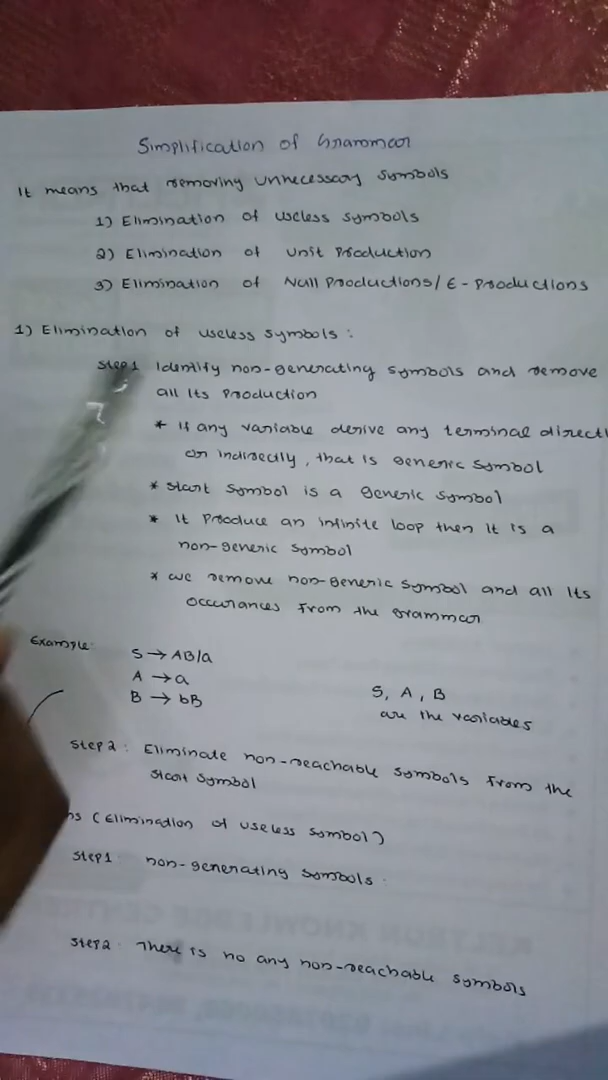 Simplification of Grammar
It means that removing unnecessary symbols
1) Elimination of useless symbols
2) Elimination of unit Production
3) Elimination of Null Productions/ ε- Productions
1) Elimination of useless symbols :
Step1 Identify non-generating symbols and remove
all its production
* if any variable derive any terminal direct
or indirectly, that is generic symbol
* start symbol is a generic symbol
* It produce an infinite loop then it is a
non-generic symbol
* we remove non-generic symbol and all its
occurances from the grammar
Example:
S → AB/a
A → a
B → bB
S, A, B
are the variables
Step2: Eliminate non-reachable symbols from the
start symbol
ns (Elimination of useless symbol)
Step1: non-generating symbols.
Step2: There is no any non-reachable symbols